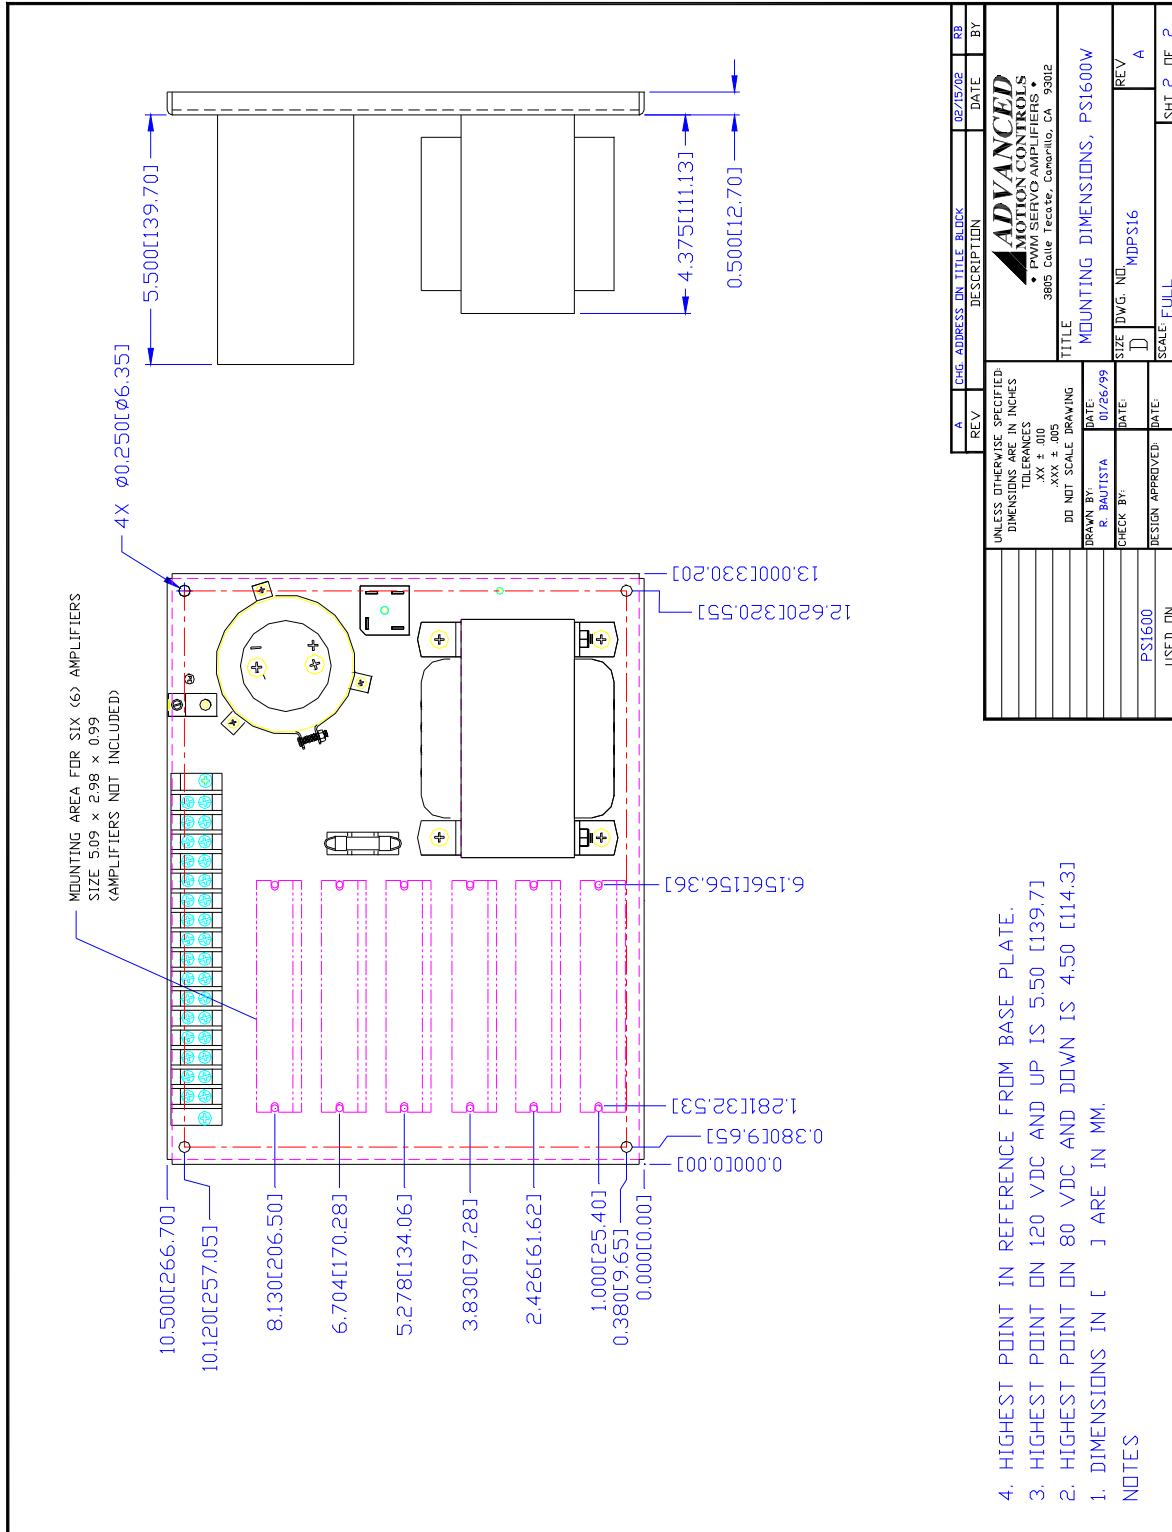 MOUNTING AREA FOR SIX (6) AMPLIFIERS
SIZE 5.09 x 2.98 x 0.99
(AMPLIFIERS NOT INCLUDED)
4X Ø0.250[Ø6.35]
5.500[139.70]
4.375[111.13]
0.500[12.70]
13.000[330.20]
12.620[320.55]
6.156[156.36]
1.281[32.53]
0.380[9.65]
0.000[0.00]
10.500[266.70]
10.120[257.05]
8.130[206.50]
6.704[170.28]
5.278[134.06]
3.830[97.28]
2.426[61.62]
1.000[25.40]
0.380[9.65]
0.000[0.00]
4. HIGHEST POINT IN REFERENCE FROM BASE PLATE.
3. HIGHEST POINT ON 120 VDC AND UP IS 5.50 [139.7]
2. HIGHEST POINT ON 80 VDC AND DOWN IS 4.50 [114.3]
1. DIMENSIONS IN [ ] ARE IN MM.
NOTES
A CHG. ADDRESS ON TITLE BLOCK 02/15/02 RB
REV DESCRIPTION DATE BY
UNLESS OTHERWISE SPECIFIED:
DIMENSIONS ARE IN INCHES
TOLERANCES
.XX ± .010
.XXX ± .005
DO NOT SCALE DRAWING
DRAWN BY: DATE:
R. BAUTISTA 01/26/99
CHECK BY: DATE:
DESIGN APPROVED: DATE:
ADVANCED
MOTION CONTROLS
• PWM SERVO AMPLIFIERS •
3805 Calle Tecate, Camarillo, CA 93012
TITLE
MOUNTING DIMENSIONS, PS1600W
SIZE DWG. NO. REV
D MDPS16 A
SCALE: FULL SHT 2 OF 2
PS1600
USED ON